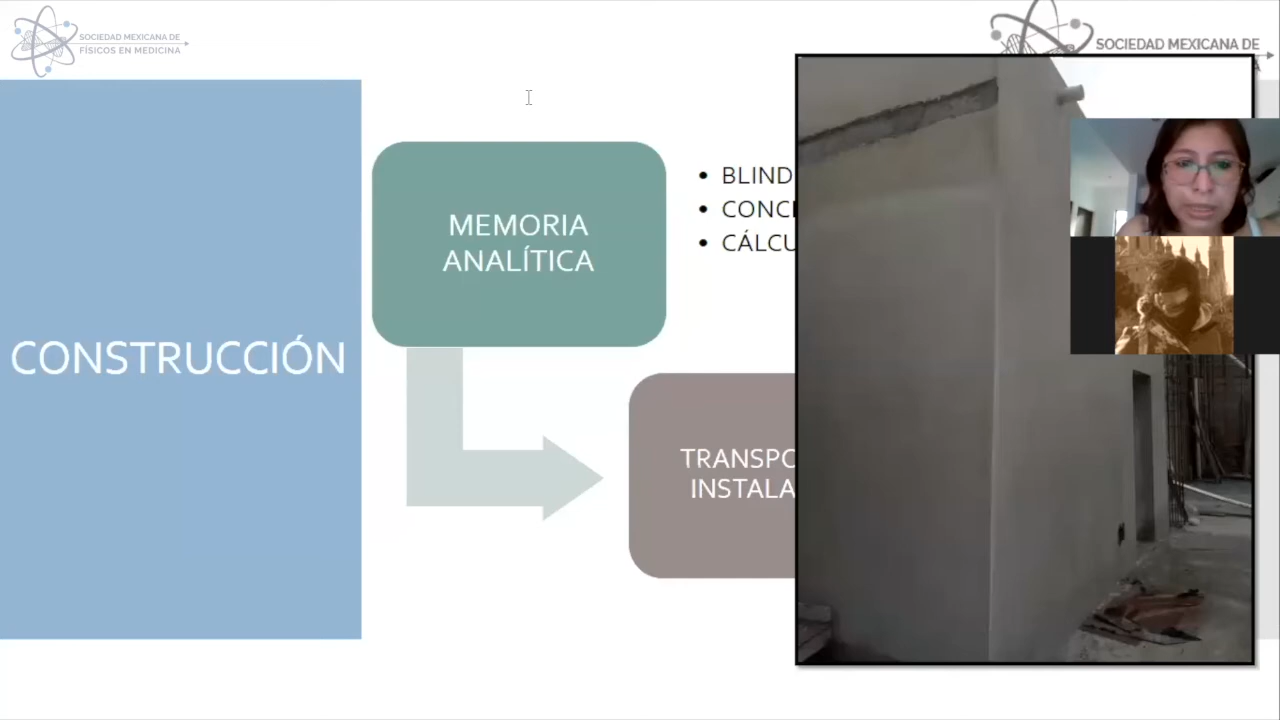 SOCIEDAD MEXICANA DE
FÍSICOS EN MEDICINA
SOCIEDAD MEXICANA DE
CONSTRUCCIÓN
MEMORIA
ANALÍTICA
• BLIND
• CONC
• CÁLCU
TRANSPO
INSTALA